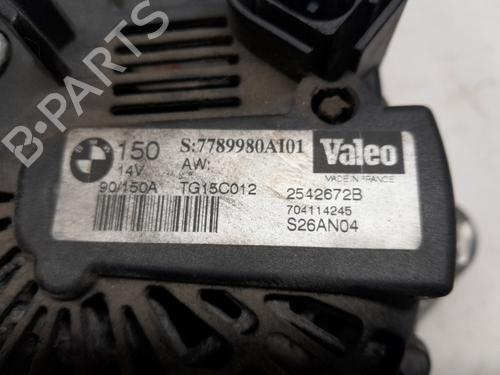 150 S:7789980AI01 Valeo
14V AW: MADE IN FRANCE
90/150A TG15C012 2542672B
704114245
S26AN04
B-PARTS